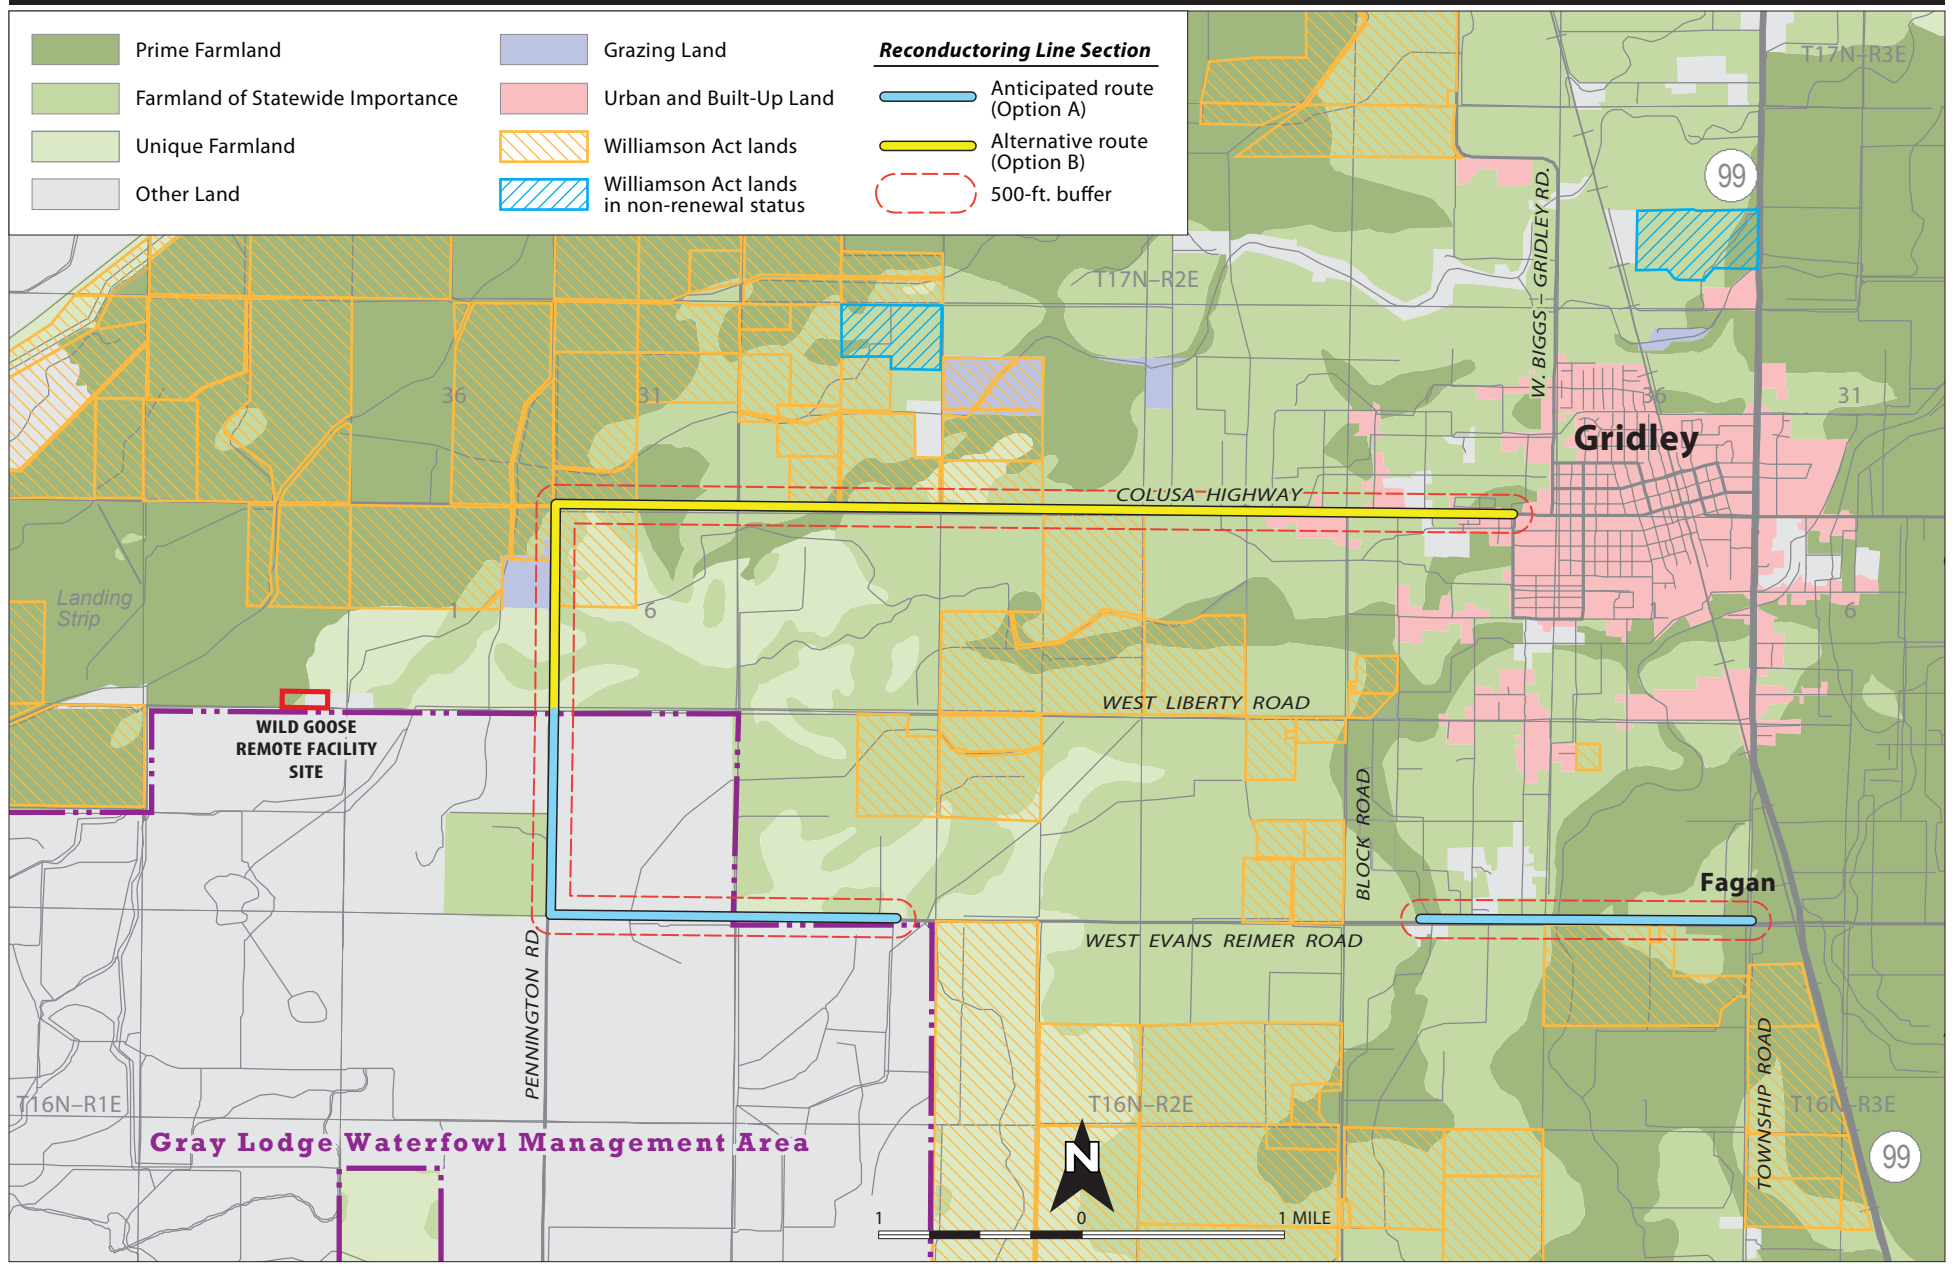 Prime Farmland
Farmland of Statewide Importance
Unique Farmland
Other Land
Grazing Land
Urban and Built-Up Land
Williamson Act lands
Williamson Act lands
in non-renewal status
Reconductoring Line Section
Anticipated route
(Option A)
Alternative route
(Option B)
500-ft. buffer
T17N–R3E
99
W. BIGGS – GRIDLEY RD.
T17N–R2E
36
31
36
31
Gridley
COLUSA HIGHWAY
Landing
Strip
1
6
1
6
WEST LIBERTY ROAD
WILD GOOSE
REMOTE FACILITY
SITE
BLOCK ROAD
Fagan
WEST EVANS REIMER ROAD
PENNINGTON RD.
TOWNSHIP ROAD
T16N–R1E
T16N–R2E
T16N–R3E
Gray Lodge Waterfowl Management Area
N
99
1
0
1 MILE